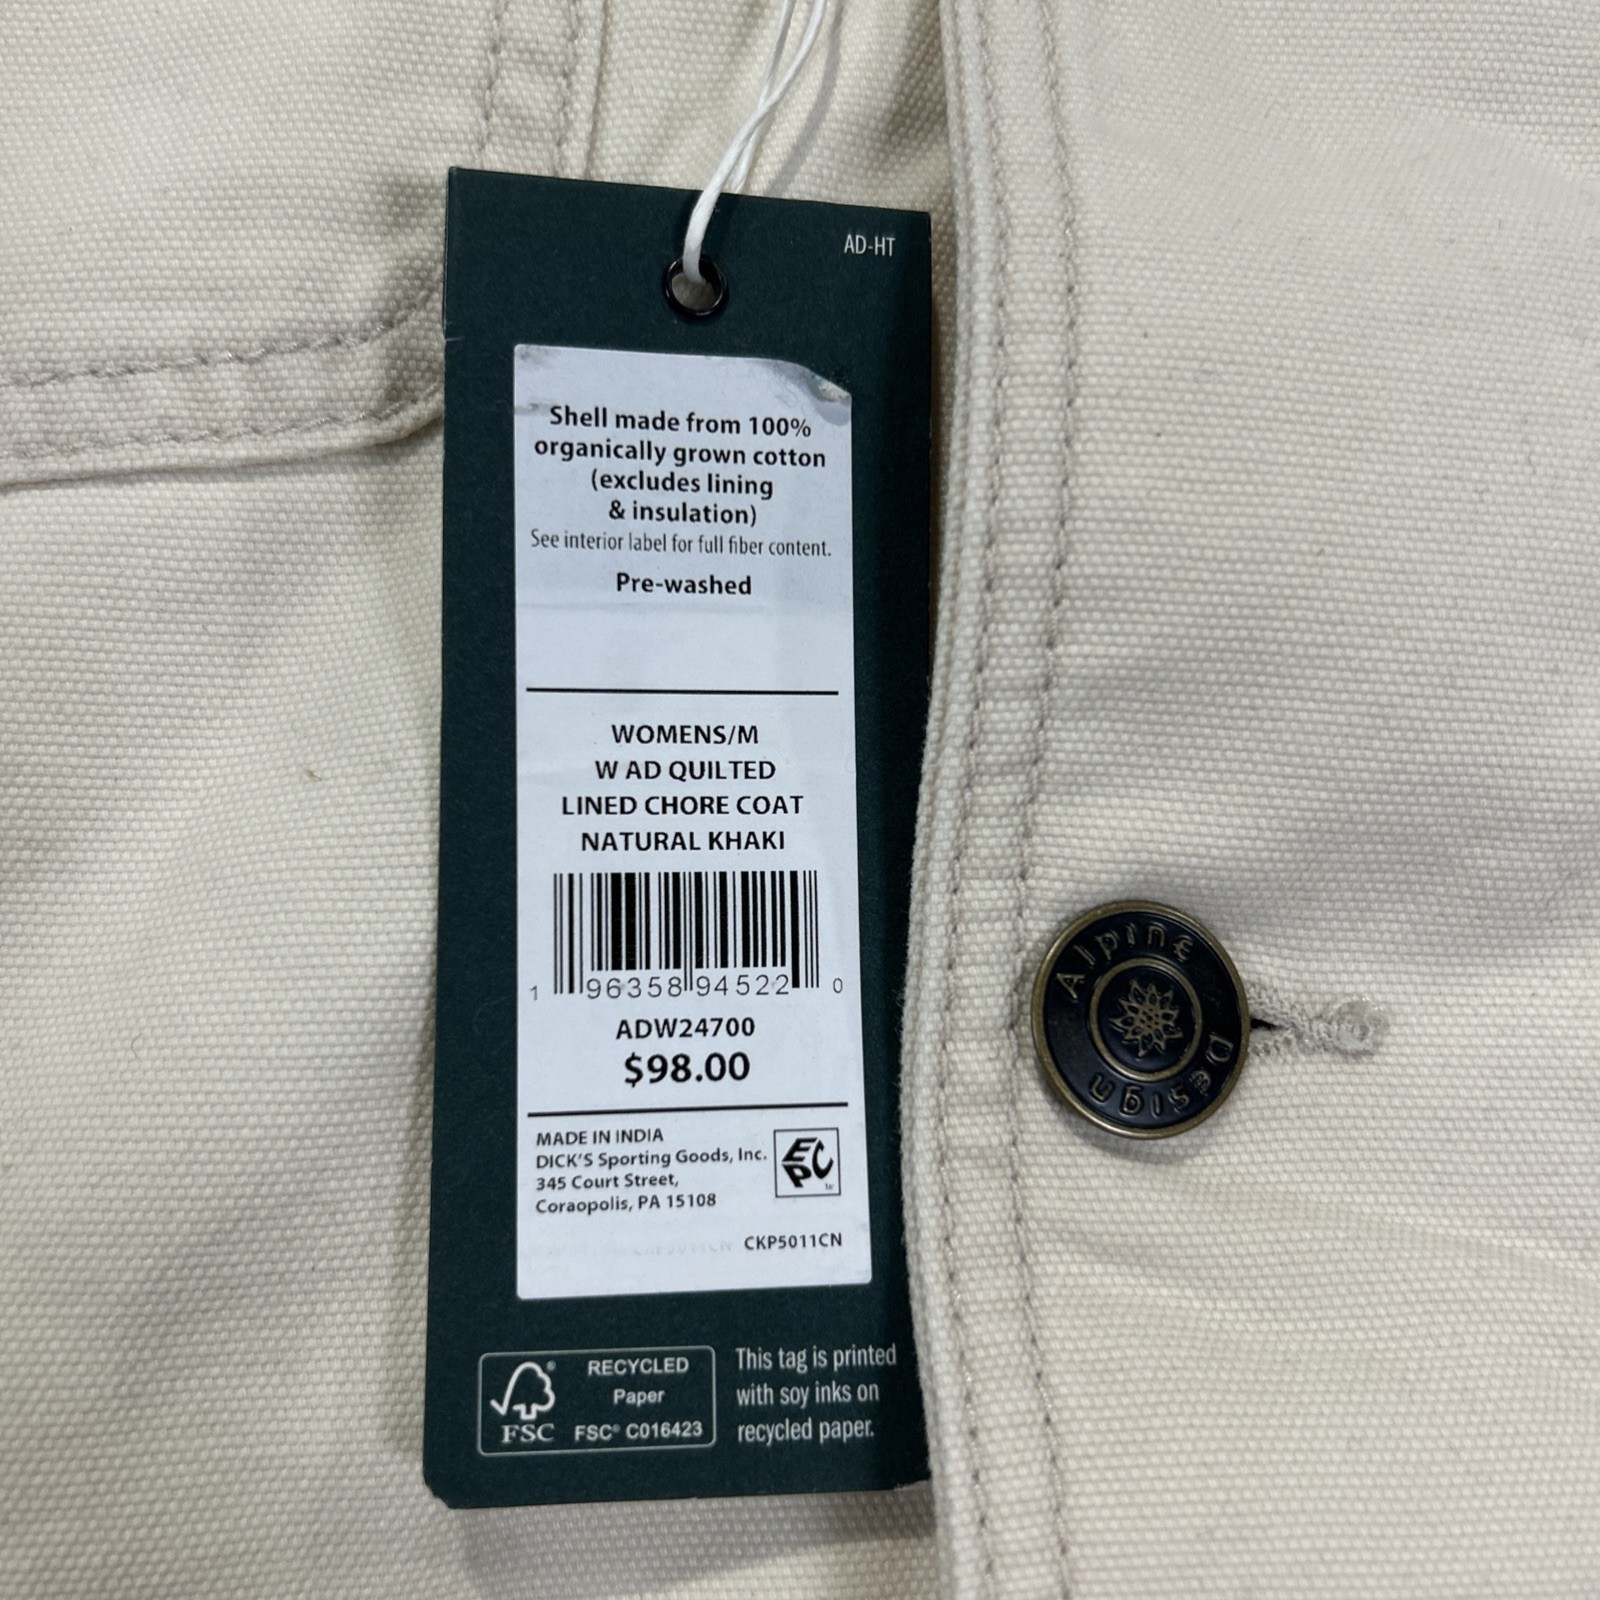 AD-HT
Shell made from 100%
organically grown cotton
(excludes lining
& insulation)
See interior label for full fiber content.
Pre-washed
WOMENS/M
W AD QUILTED
LINED CHORE COAT
NATURAL KHAKI
1 96358 94522 0
ADW24700
$98.00
MADE IN INDIA
DICK'S Sporting Goods, Inc.
345 Court Street,
Coraopolis, PA 15108
EPC
CKP5011CN
FSC®
RECYCLED
Paper
FSC® C016423
This tag is printed
with soy inks on
recycled paper.
Alpine Design